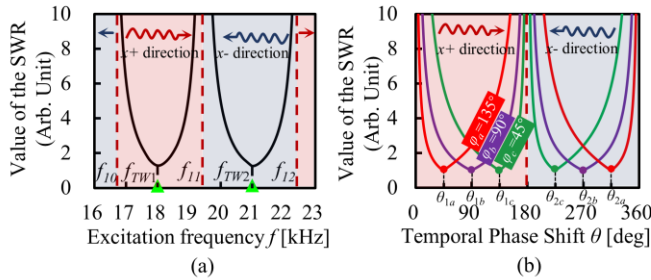 Value of the SWR
(Arb. Unit)
10
8
6
4
2
0
x+ direction
x- direction
f10 fTW1 f11 fTW2 f12
16 17 18 19 20 21 22 23
Excitation frequency f [kHz]
(a)
Value of the SWR
(Arb. Unit)
10
8
6
4
2
0
x+ direction
x- direction
φa=135°
φb=90°
φc=45°
θ1a θ1b θ1c θ2c θ2b θ2a
0 90 180 270 360
Temporal Phase Shift θ [deg]
(b)